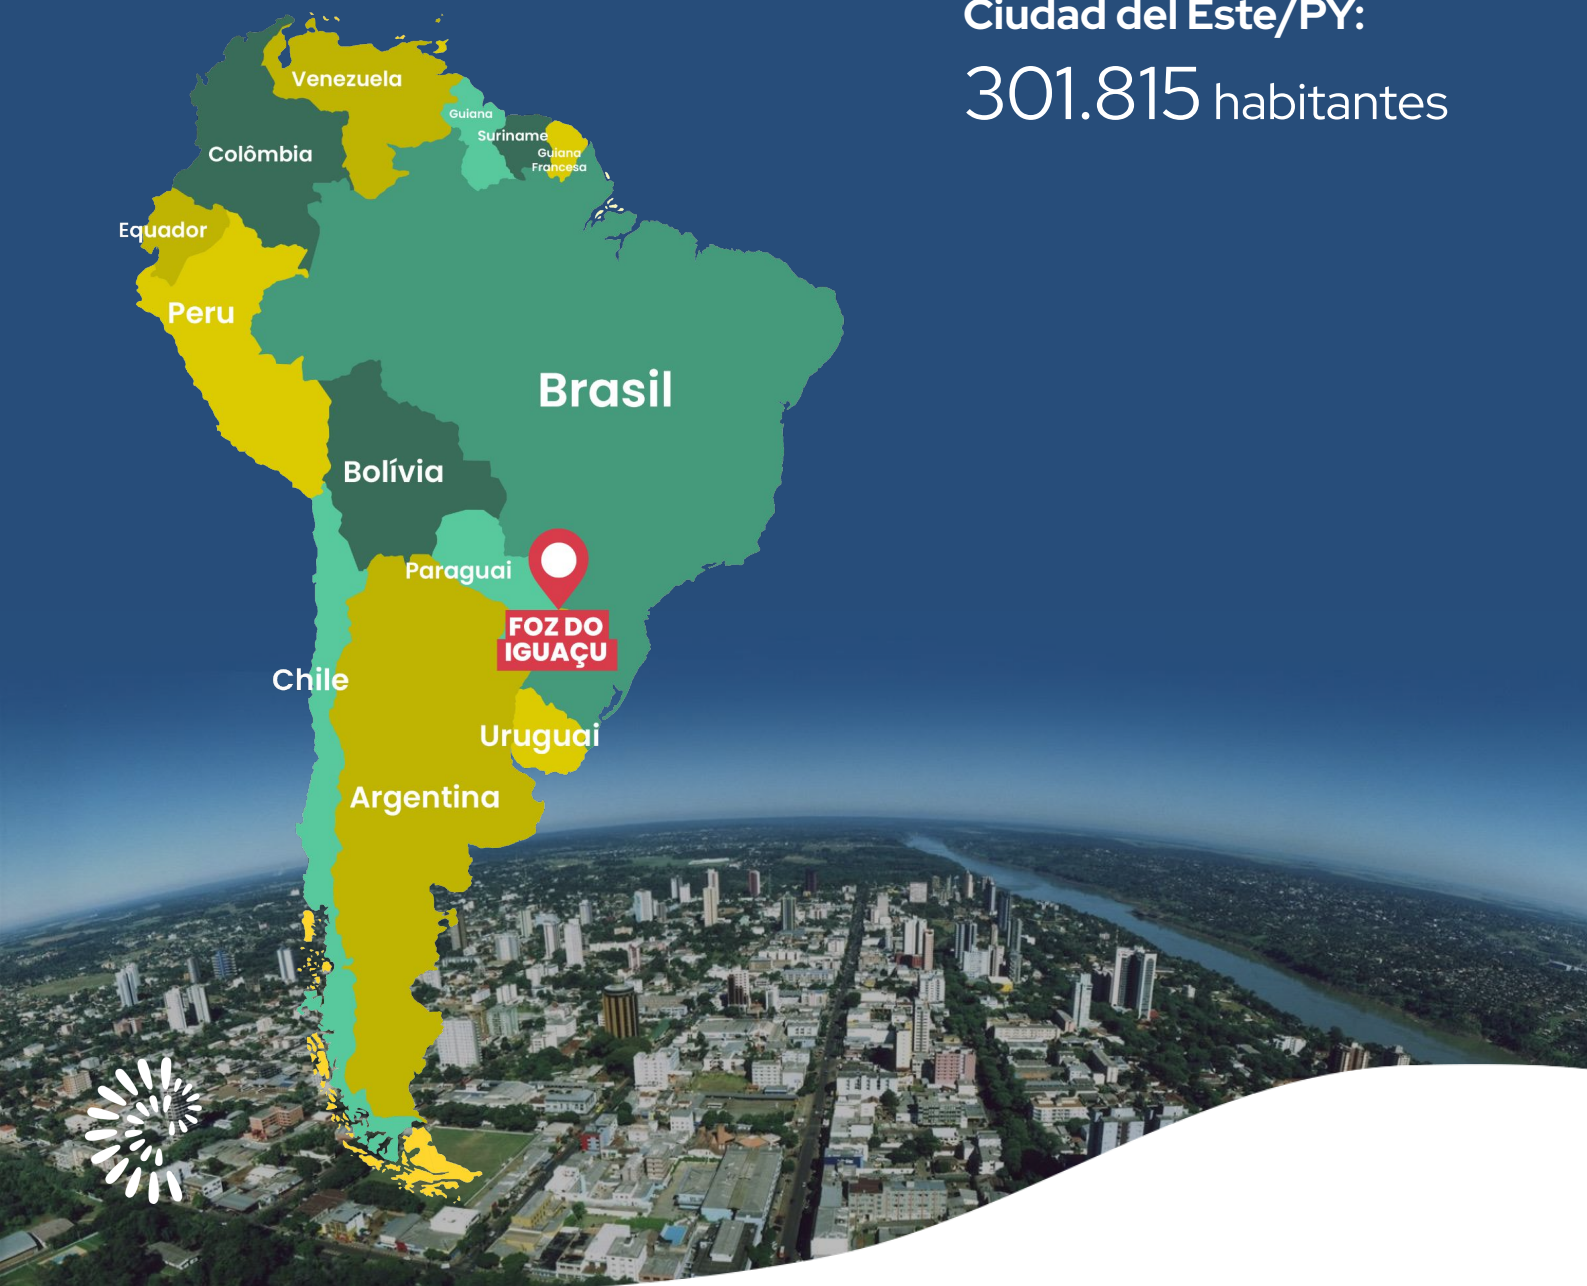 Ciudad del Este/PY:
301.815 habitantes
Venezuela
Guiana
Suriname
Guiana
Francesa
Colômbia
Equador
Peru
Brasil
Bolívia
Paraguai
FOZ DO
IGUAÇU
Chile
Uruguai
Argentina